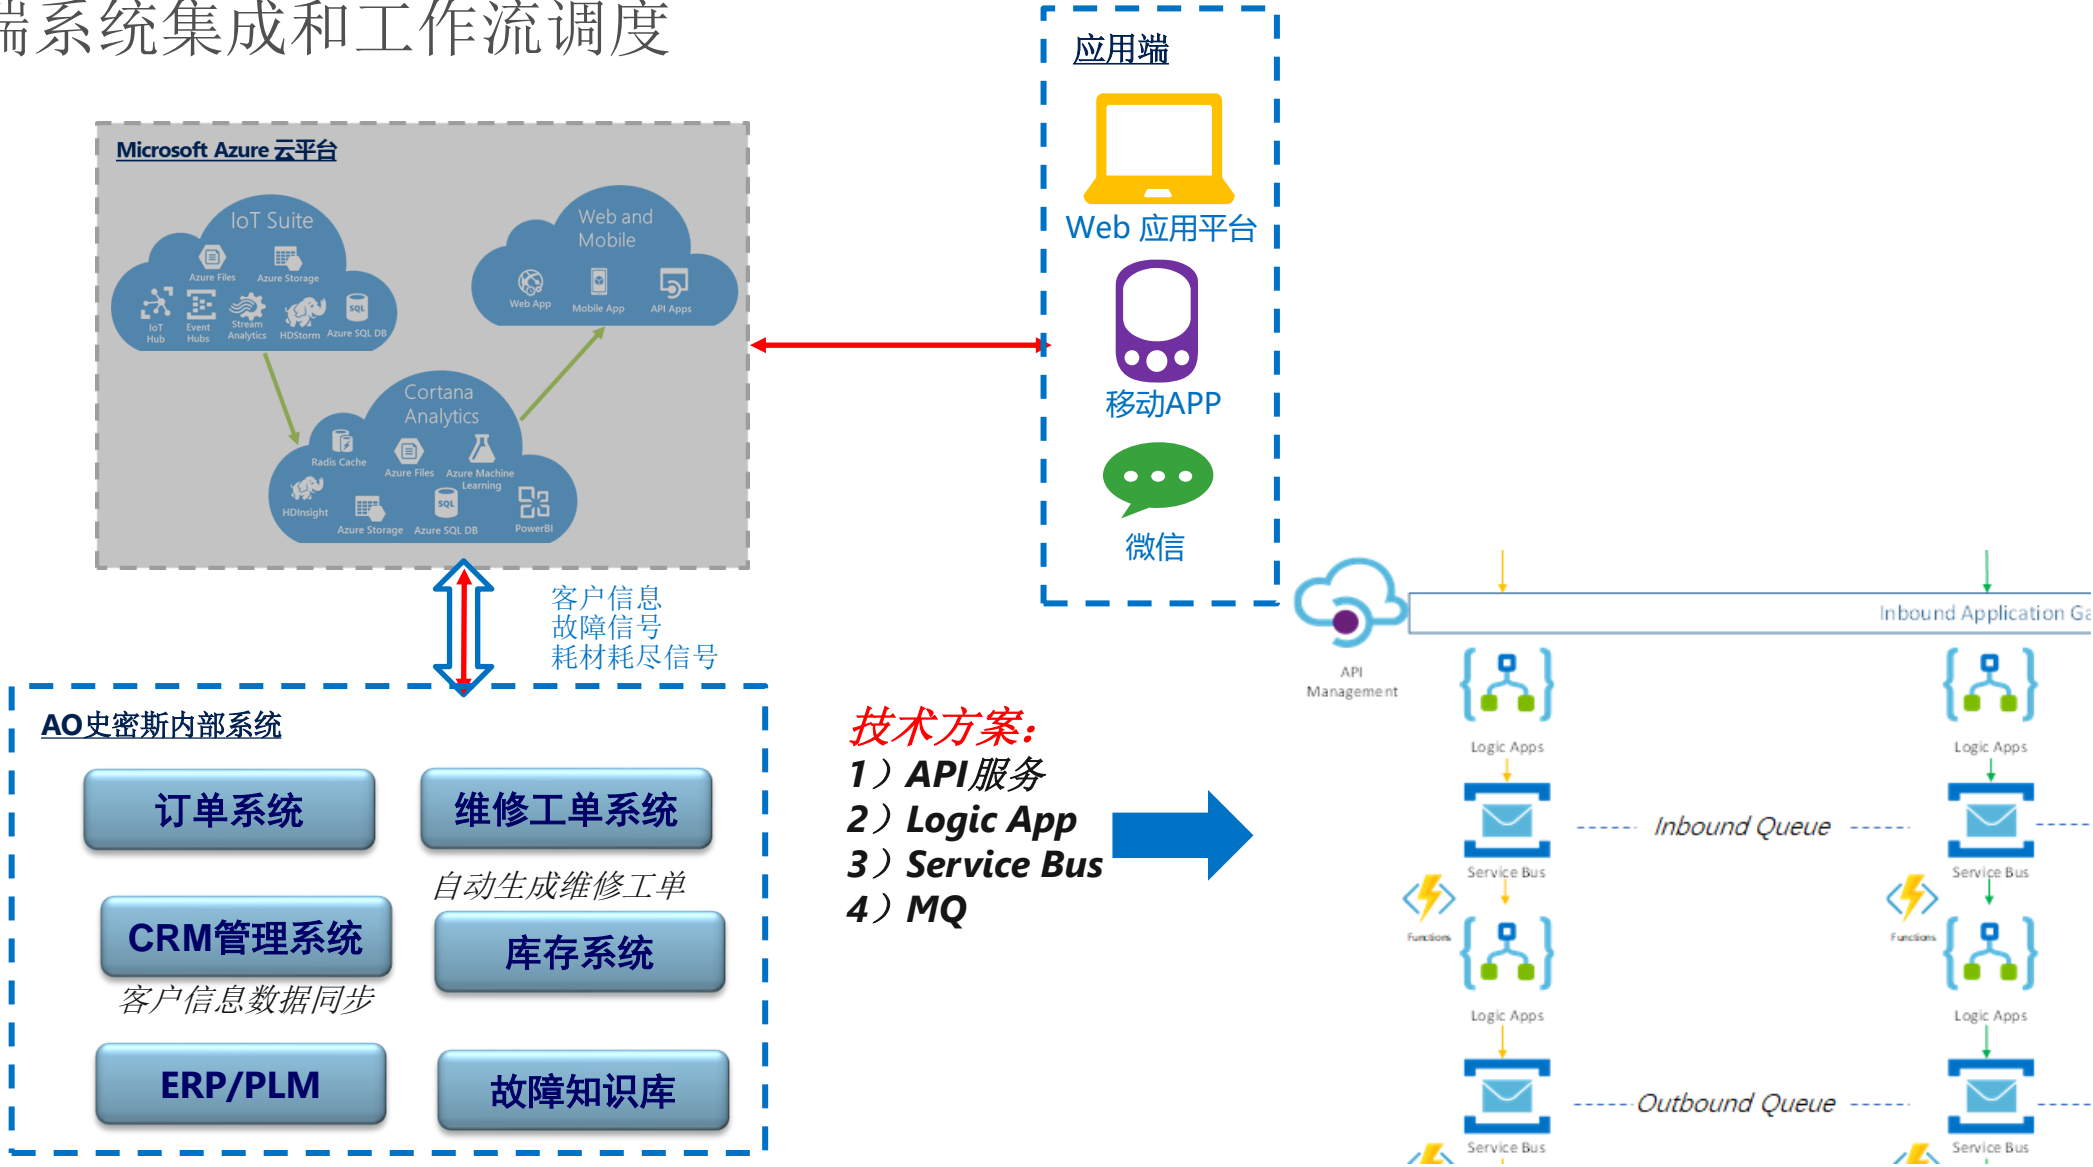 端系统集成和工作流调度
Microsoft Azure 云平台
IoT Suite
Azure Files
Azure Storage
IoT
Hub
Event
Hubs
Stream
Analytics
HDStorm
Azure SQL DB
Web and
Mobile
Web App
Mobile App
API Apps
Cortana
Analytics
Radis Cache
Azure Files
Azure Machine
Learning
HDInsight
Azure Storage
Azure SQL DB
PowerBI
应用端
Web 应用平台
移动APP
微信
客户信息
故障信号
耗材耗尽信号
AO史密斯内部系统
订单系统
维修工单系统
自动生成维修工单
CRM管理系统
库存系统
客户信息数据同步
ERP/PLM
故障知识库
技术方案：
1）API服务
2）Logic App
3）Service Bus
4）MQ
API
Management
Inbound Application Ga
Logic Apps
Logic Apps
Inbound Queue
Service Bus
Service Bus
Functions
Functions
Logic Apps
Logic Apps
Outbound Queue
Service Bus
Service Bus